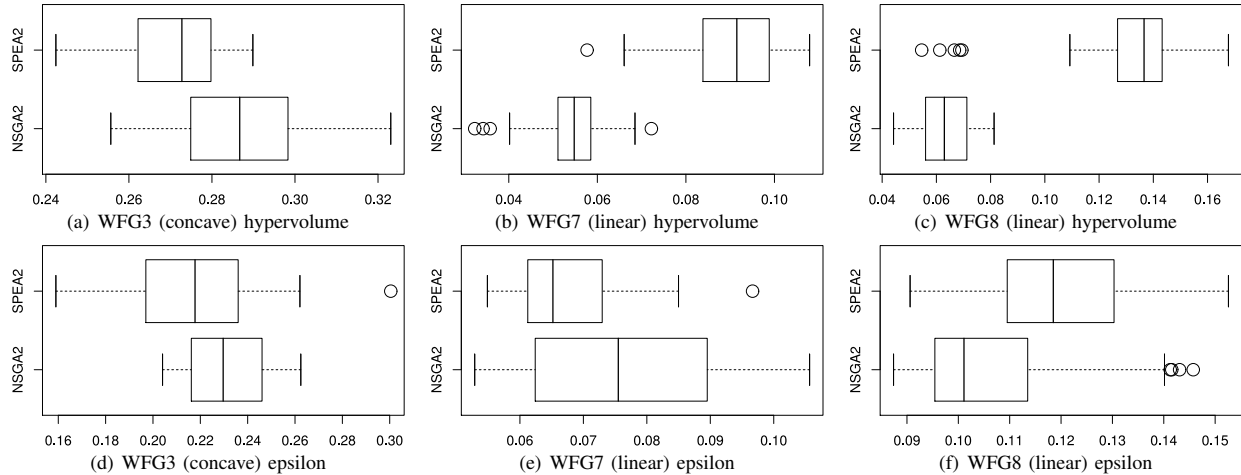 SPEA2
NSGA2
0.24 0.26 0.28 0.30 0.32
(a) WFG3 (concave) hypervolume
SPEA2
NSGA2
0.04 0.06 0.08 0.10
(b) WFG7 (linear) hypervolume
SPEA2
NSGA2
0.04 0.06 0.08 0.10 0.12 0.14 0.16
(c) WFG8 (linear) hypervolume
SPEA2
NSGA2
0.16 0.18 0.20 0.22 0.24 0.26 0.28 0.30
(d) WFG3 (concave) epsilon
SPEA2
NSGA2
0.06 0.07 0.08 0.09 0.10
(e) WFG7 (linear) epsilon
SPEA2
NSGA2
0.09 0.10 0.11 0.12 0.13 0.14 0.15
(f) WFG8 (linear) epsilon